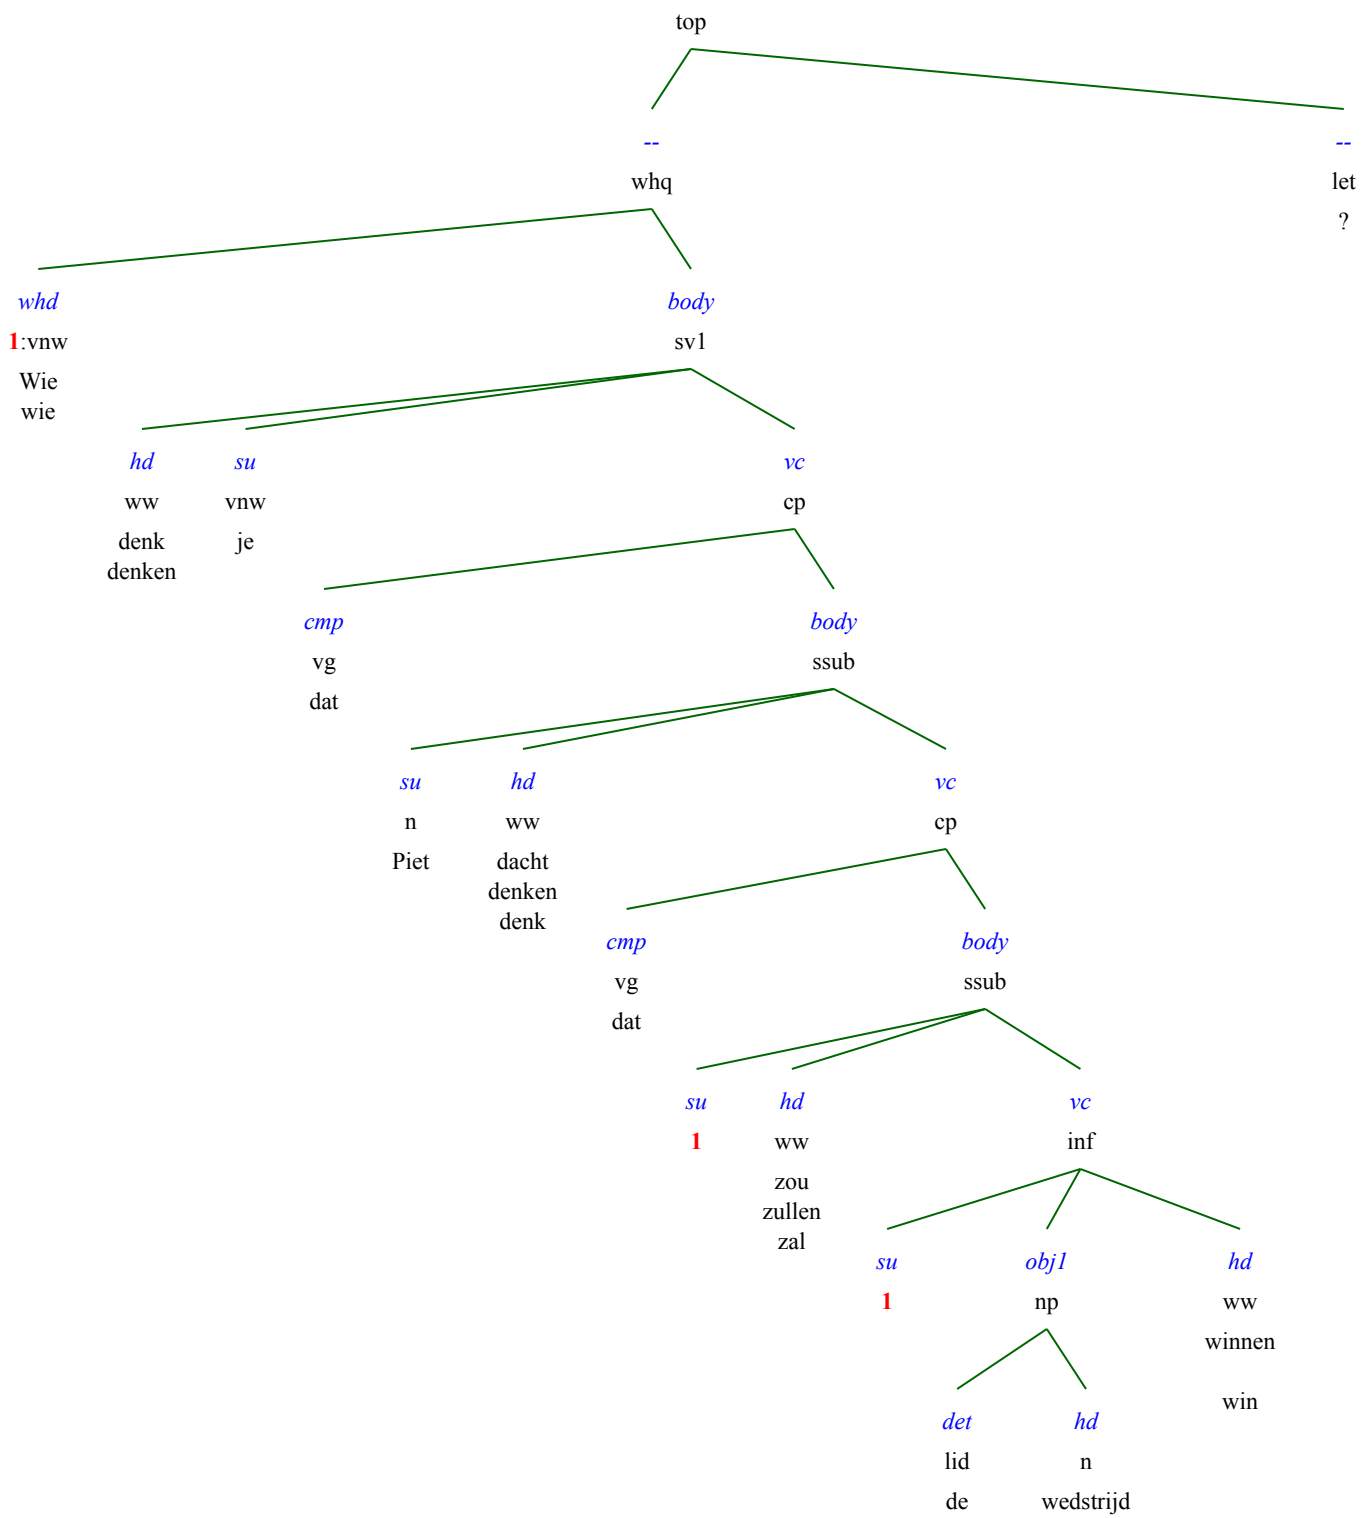 top
-- --
whq let
?
whd body
1:vnw sv1
Wie
wie
hd su vc
ww vnw cp
denk je
denken
cmp body
vg ssub
dat
su hd vc
n ww cp
Piet dacht
denken
denk
cmp body
vg ssub
dat
su hd vc
1 ww inf
zou
zullen
zal
su obj1 hd
1 np ww
winnen
win
det hd
lid n
de wedstrijd